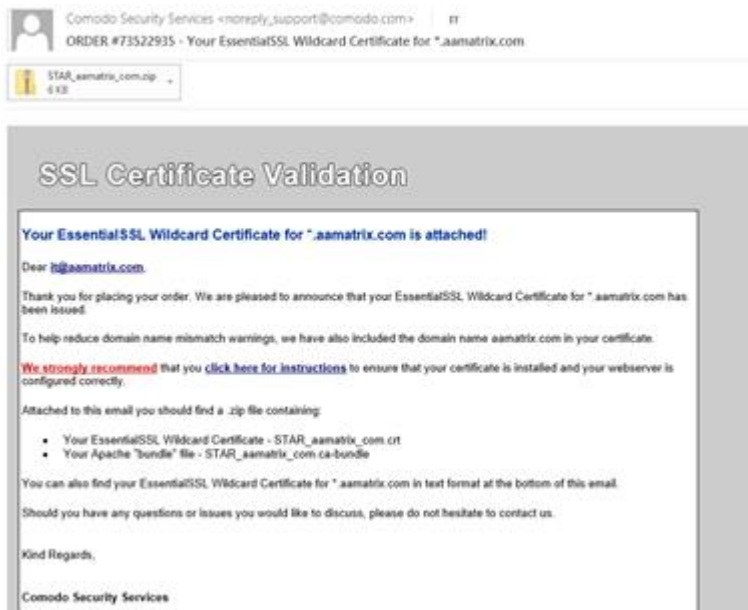 Comodo Security Services <noreply_support@comodo.com>
ORDER #73522935 - Your EssentialSSL Wildcard Certificate for *.aamatrix.com
STAR_aamatrix_com.zip
6 KB
SSL Certificate Validation
Your EssentialSSL Wildcard Certificate for *.aamatrix.com is attached!
Dear it@aamatrix.com,
Thank you for placing your order. We are pleased to announce that your EssentialSSL Wildcard Certificate for *.aamatrix.com has
been issued.
To help reduce domain name mismatch warnings, we have also included the domain name aamatrix.com in your certificate.
We strongly recommend that you click here for instructions to ensure that your certificate is installed and your webserver is
configured correctly.
Attached to this email you should find a .zip file containing:
• Your EssentialSSL Wildcard Certificate - STAR_aamatrix_com.crt
• Your Apache "bundle" file - STAR_aamatrix_com.ca-bundle
You can also find your EssentialSSL Wildcard Certificate for *.aamatrix.com in text format at the bottom of this email.
Should you have any questions or issues you would like to discuss, please do not hesitate to contact us.
Kind Regards,
Comodo Security Services